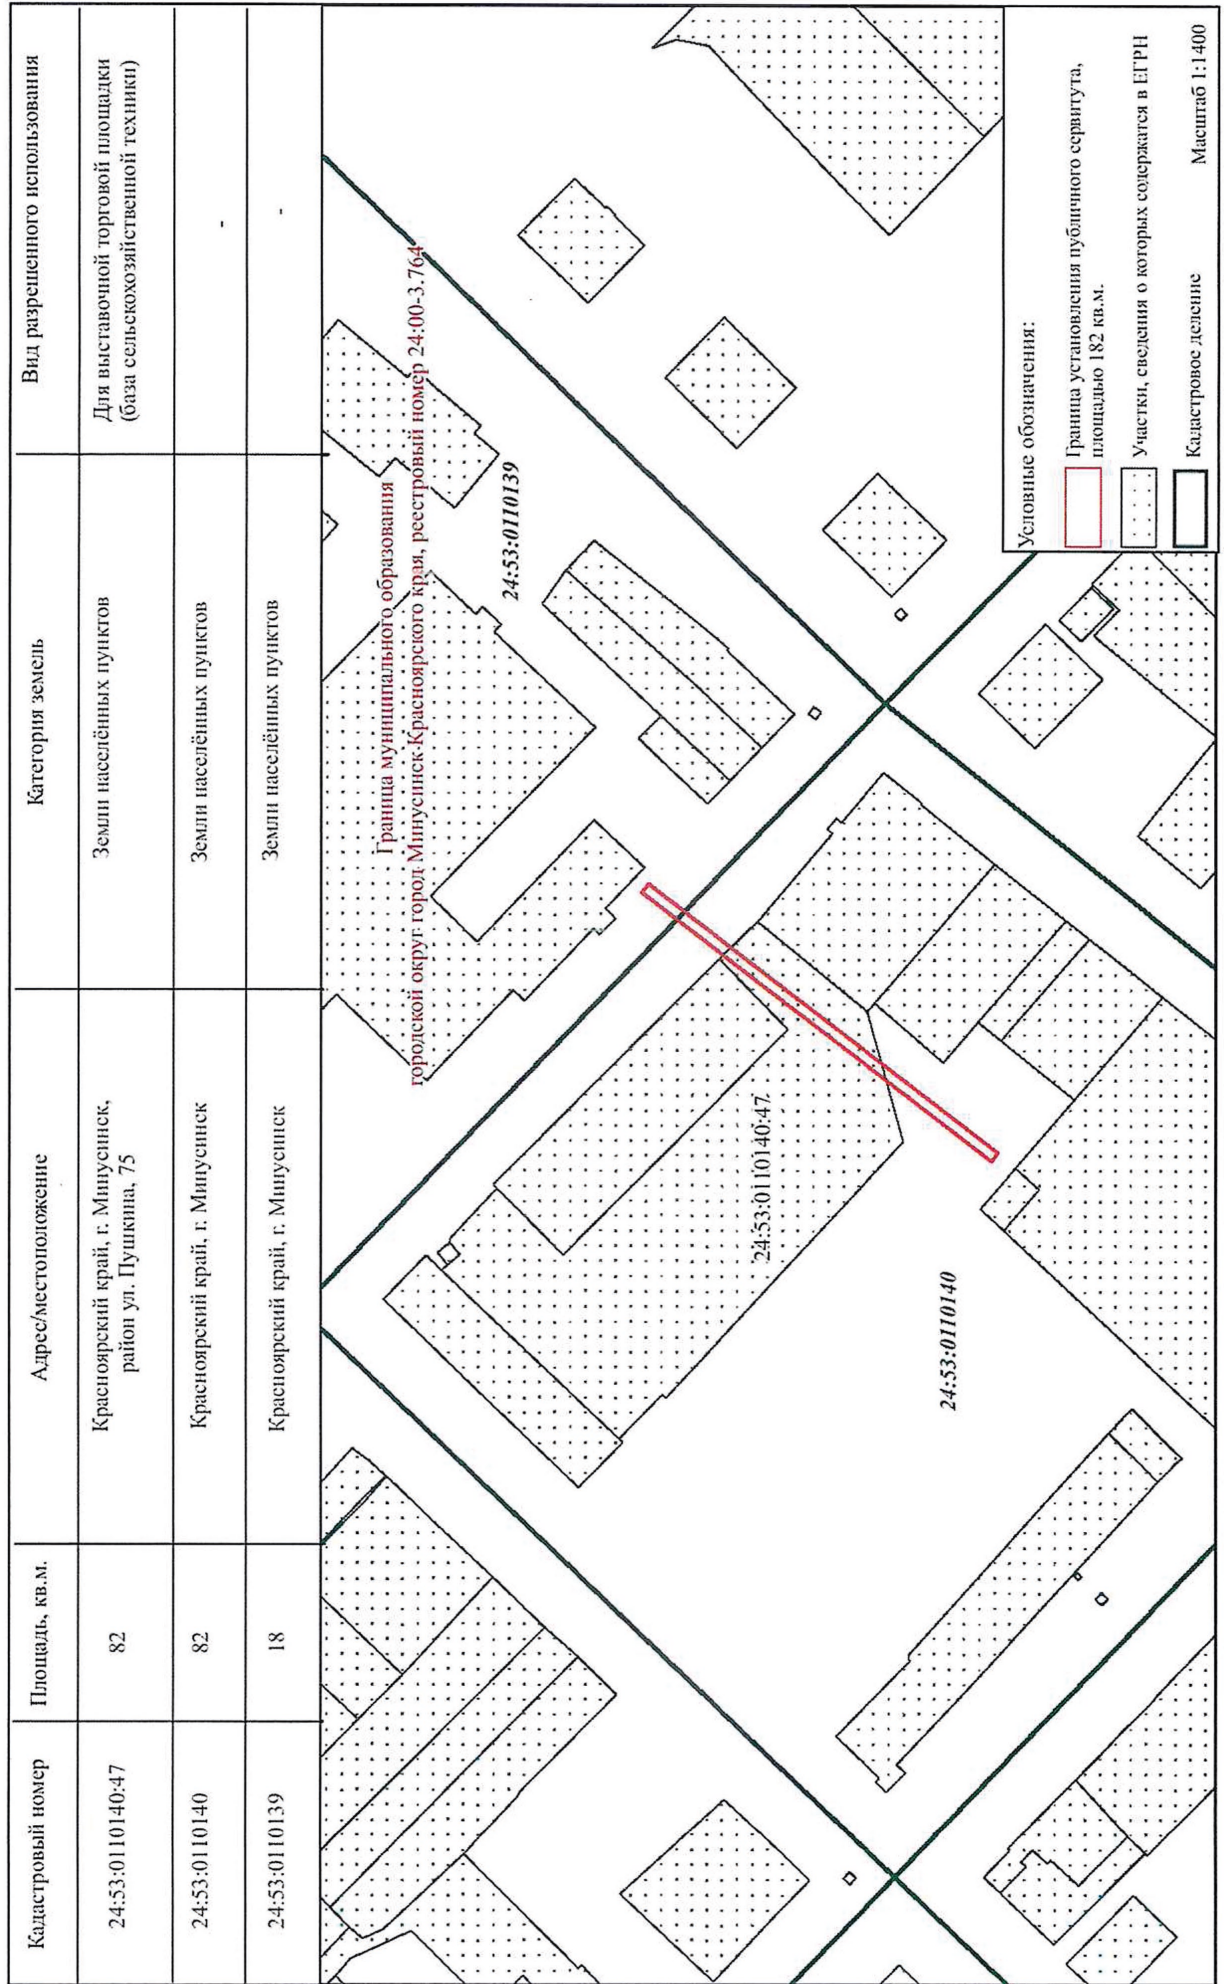 Кадастровый номер Площадь, кв.м. Адрес/местоположение Категория земель Вид разрешенного использования
24:53:0110140:47 82 Красноярский край, г. Минусинск, Земли населённых пунктов Для выставочной торговой площадки
район ул. Пушкина, 75 (база сельскохозяйственной техники)
24:53:0110140 82 Красноярский край, г. Минусинск Земли населённых пунктов -
24:53:0110139 18 Красноярский край, г. Минусинск Земли населённых пунктов -
Граница муниципального образования
городской округ город Минусинск Красноярского края, реестровый номер 24:00-3.764
24:53:0110139
24:53:0110140:47
24:53:0110140
Условные обозначения:
Граница установления публичного сервитута,
площадью 182 кв.м.
Участки, сведения о которых содержатся в ЕГРН
Кадастровое деление
Масштаб 1:1400